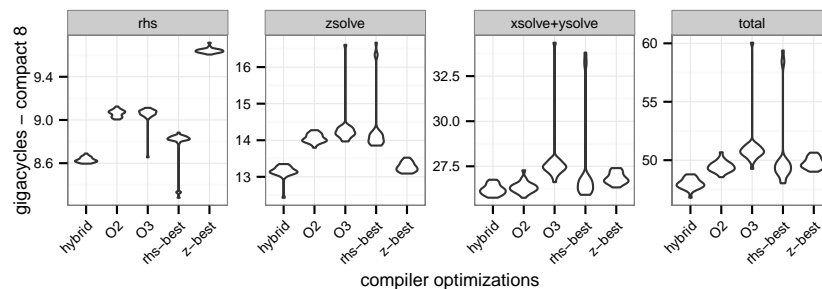 rhs
zsolve
xsolve+ysolve
total
gigacycles − compact 8
9.4
9.0
8.6
16
15
14
13
32.5
30.0
27.5
60
55
50
hybrid
O2
O3
rhs−best
z−best
hybrid
O2
O3
rhs−best
z−best
hybrid
O2
O3
rhs−best
z−best
hybrid
O2
O3
rhs−best
z−best
compiler optimizations